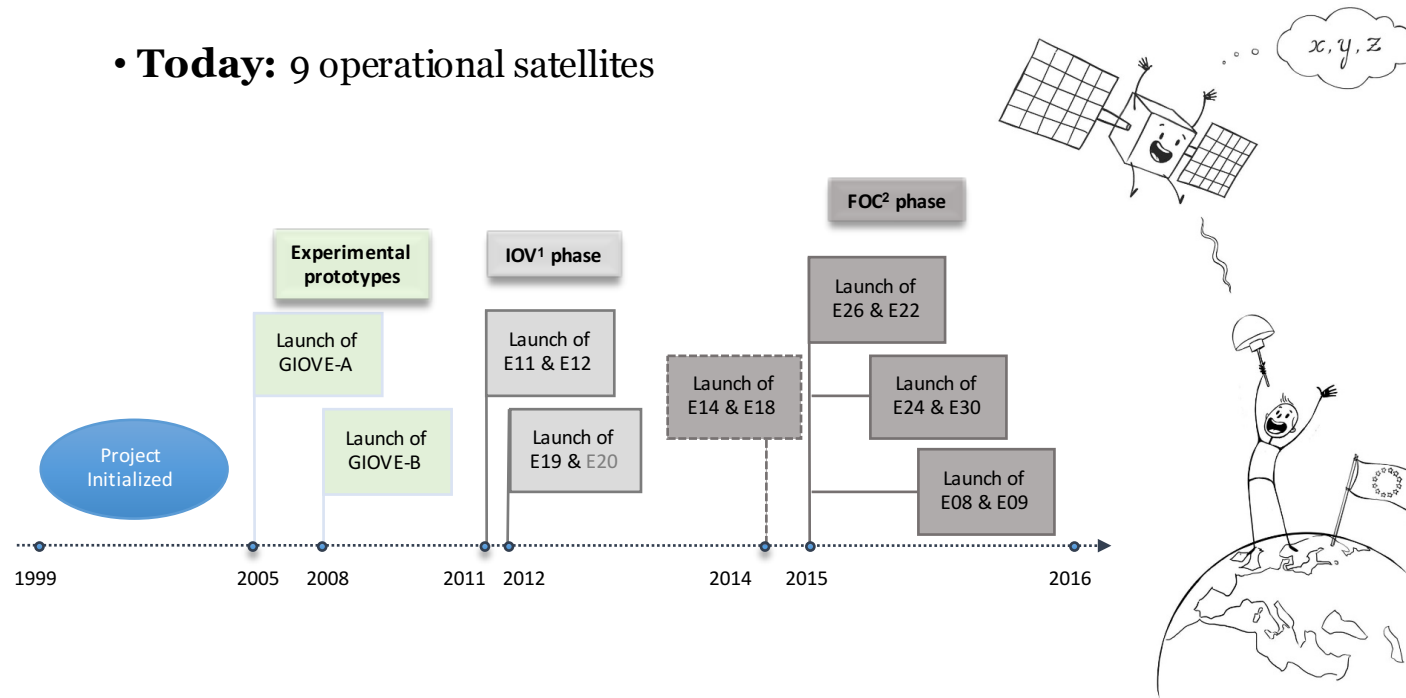 • Today: 9 operational satellites
x, y, z
FOC² phase
Experimental
prototypes
IOV¹ phase
Launch of
E26 & E22
Launch of
GIOVE-A
Launch of
E11 & E12
Launch of
E14 & E18
Launch of
E24 & E30
Project
Initialized
Launch of
GIOVE-B
Launch of
E19 & E20
Launch of
E08 & E09
1999 2005 2008 2011 2012 2014 2015 2016